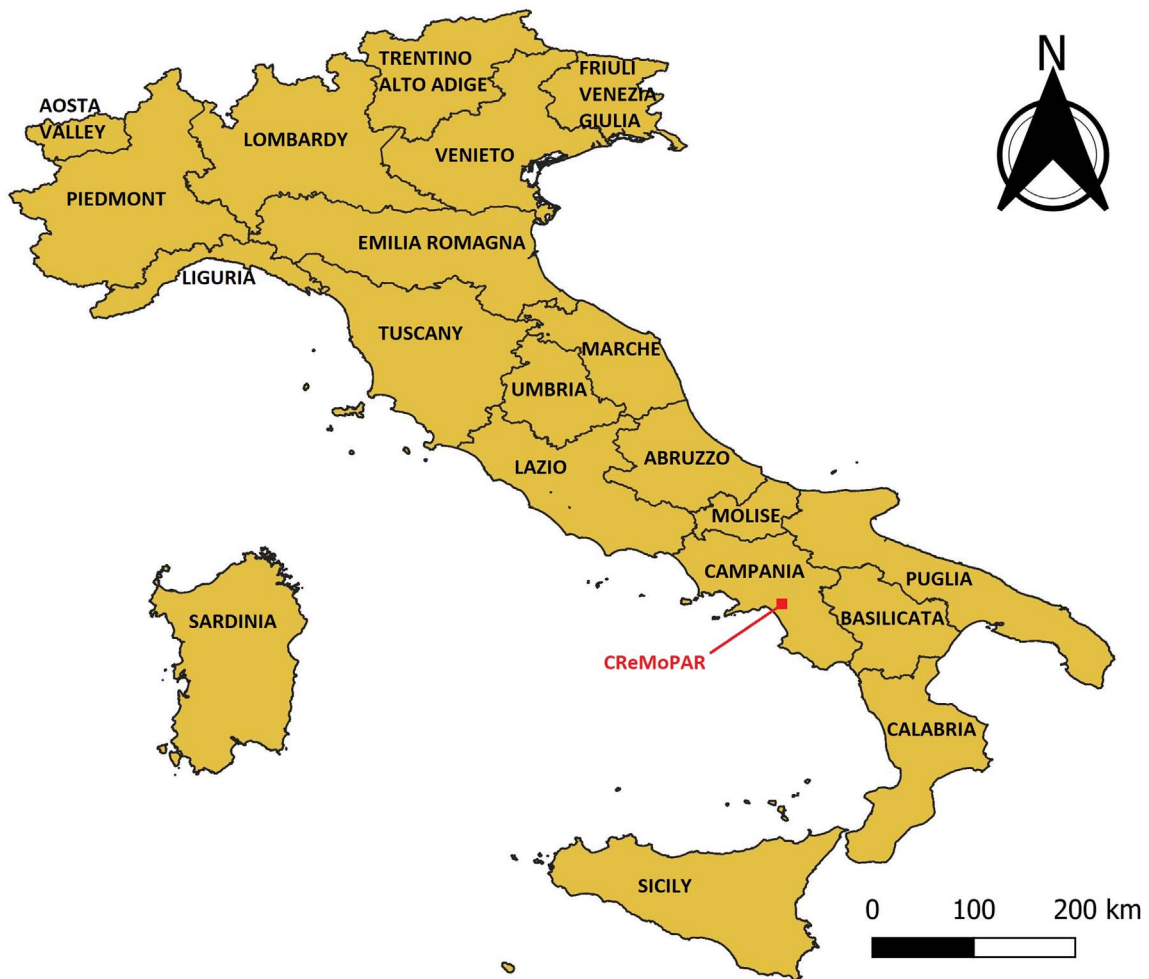 N
TRENTINO
ALTO ADIGE
FRIULI
VENEZIA
GIULIA
AOSTA
VALLEY
LOMBARDY
VENIETO
PIEDMONT
EMILIA ROMAGNA
LIGURIA
TUSCANY
MARCHE
UMBRIA
LAZIO
ABRUZZO
MOLISE
CAMPANIA
PUGLIA
BASILICATA
SARDINIA
CReMoPAR
CALABRIA
SICILY
0 100 200 km